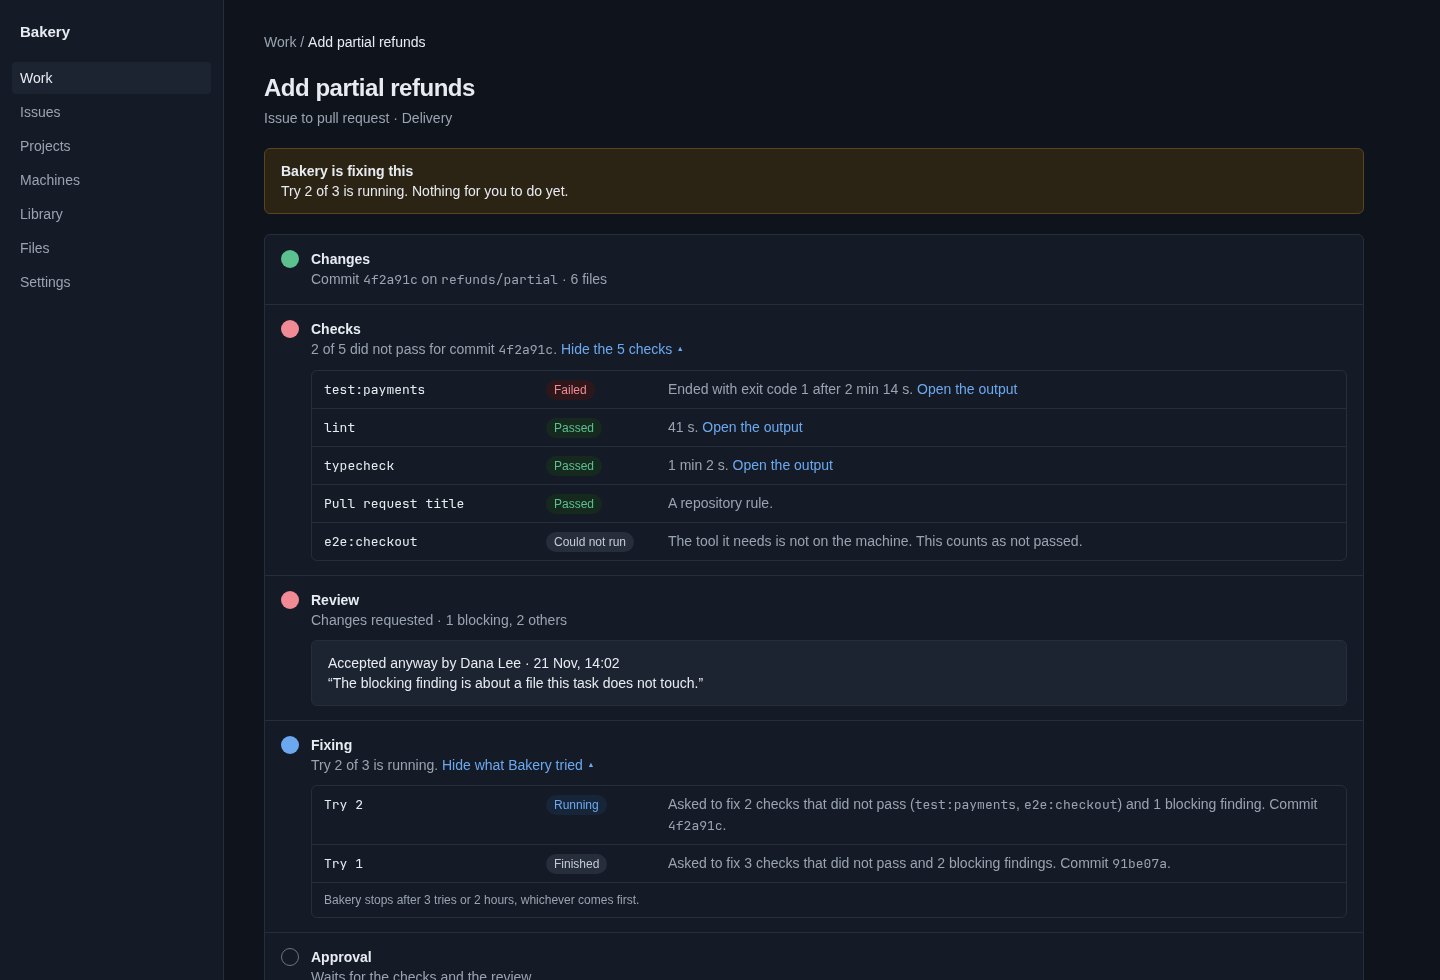 Bakery
Work
Issues
Projects
Machines
Library
Files
Settings
Work / Add partial refunds
Add partial refunds
Issue to pull request · Delivery
Bakery is fixing this
Try 2 of 3 is running. Nothing for you to do yet.
Changes
Commit 4f2a91c on refunds/partial · 6 files
Checks
2 of 5 did not pass for commit 4f2a91c. Hide the 5 checks ▴
test:payments Failed Ended with exit code 1 after 2 min 14 s. Open the output
lint Passed 41 s. Open the output
typecheck Passed 1 min 2 s. Open the output
Pull request title Passed A repository rule.
e2e:checkout Could not run The tool it needs is not on the machine. This counts as not passed.
Review
Changes requested · 1 blocking, 2 others
Accepted anyway by Dana Lee · 21 Nov, 14:02
“The blocking finding is about a file this task does not touch.”
Fixing
Try 2 of 3 is running. Hide what Bakery tried ▴
Try 2 Running Asked to fix 2 checks that did not pass (test:payments, e2e:checkout) and 1 blocking finding. Commit
4f2a91c.
Try 1 Finished Asked to fix 3 checks that did not pass and 2 blocking findings. Commit 91be07a.
Bakery stops after 3 tries or 2 hours, whichever comes first.
Approval
Waits for the checks and the review